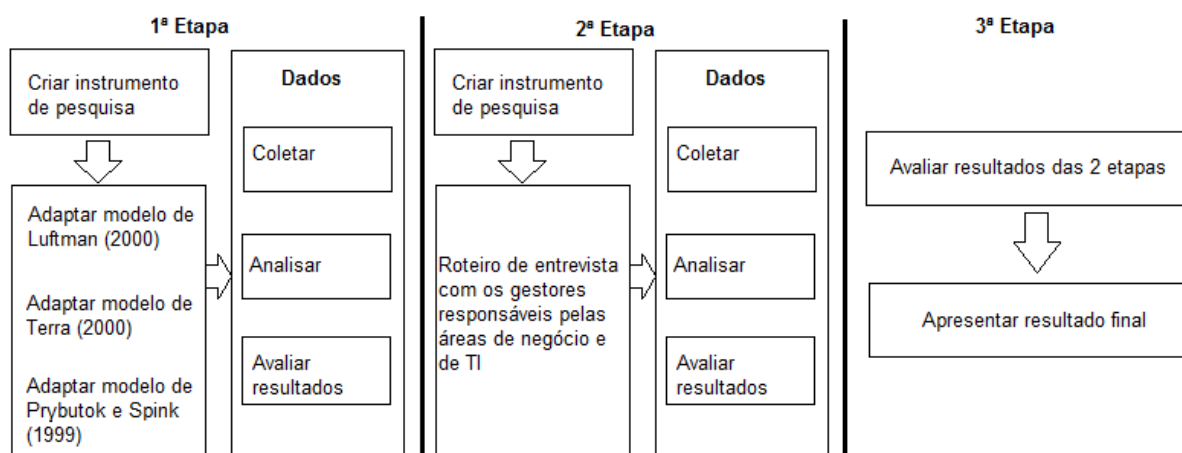 1ª Etapa
Criar instrumento
de pesquisa
Adaptar modelo de
Luftman (2000)
Adaptar modelo de
Terra (2000)
Adaptar modelo de
Prybutok e Spink
(1999)
Dados
Coletar
Analisar
Avaliar
resultados
2ª Etapa
Criar instrumento
de pesquisa
Roteiro de entrevista
com os gestores
responsáveis pelas
áreas de negócio e
de TI
Dados
Coletar
Analisar
Avaliar
resultados
3ª Etapa
Avaliar resultados das 2 etapas
Apresentar resultado final